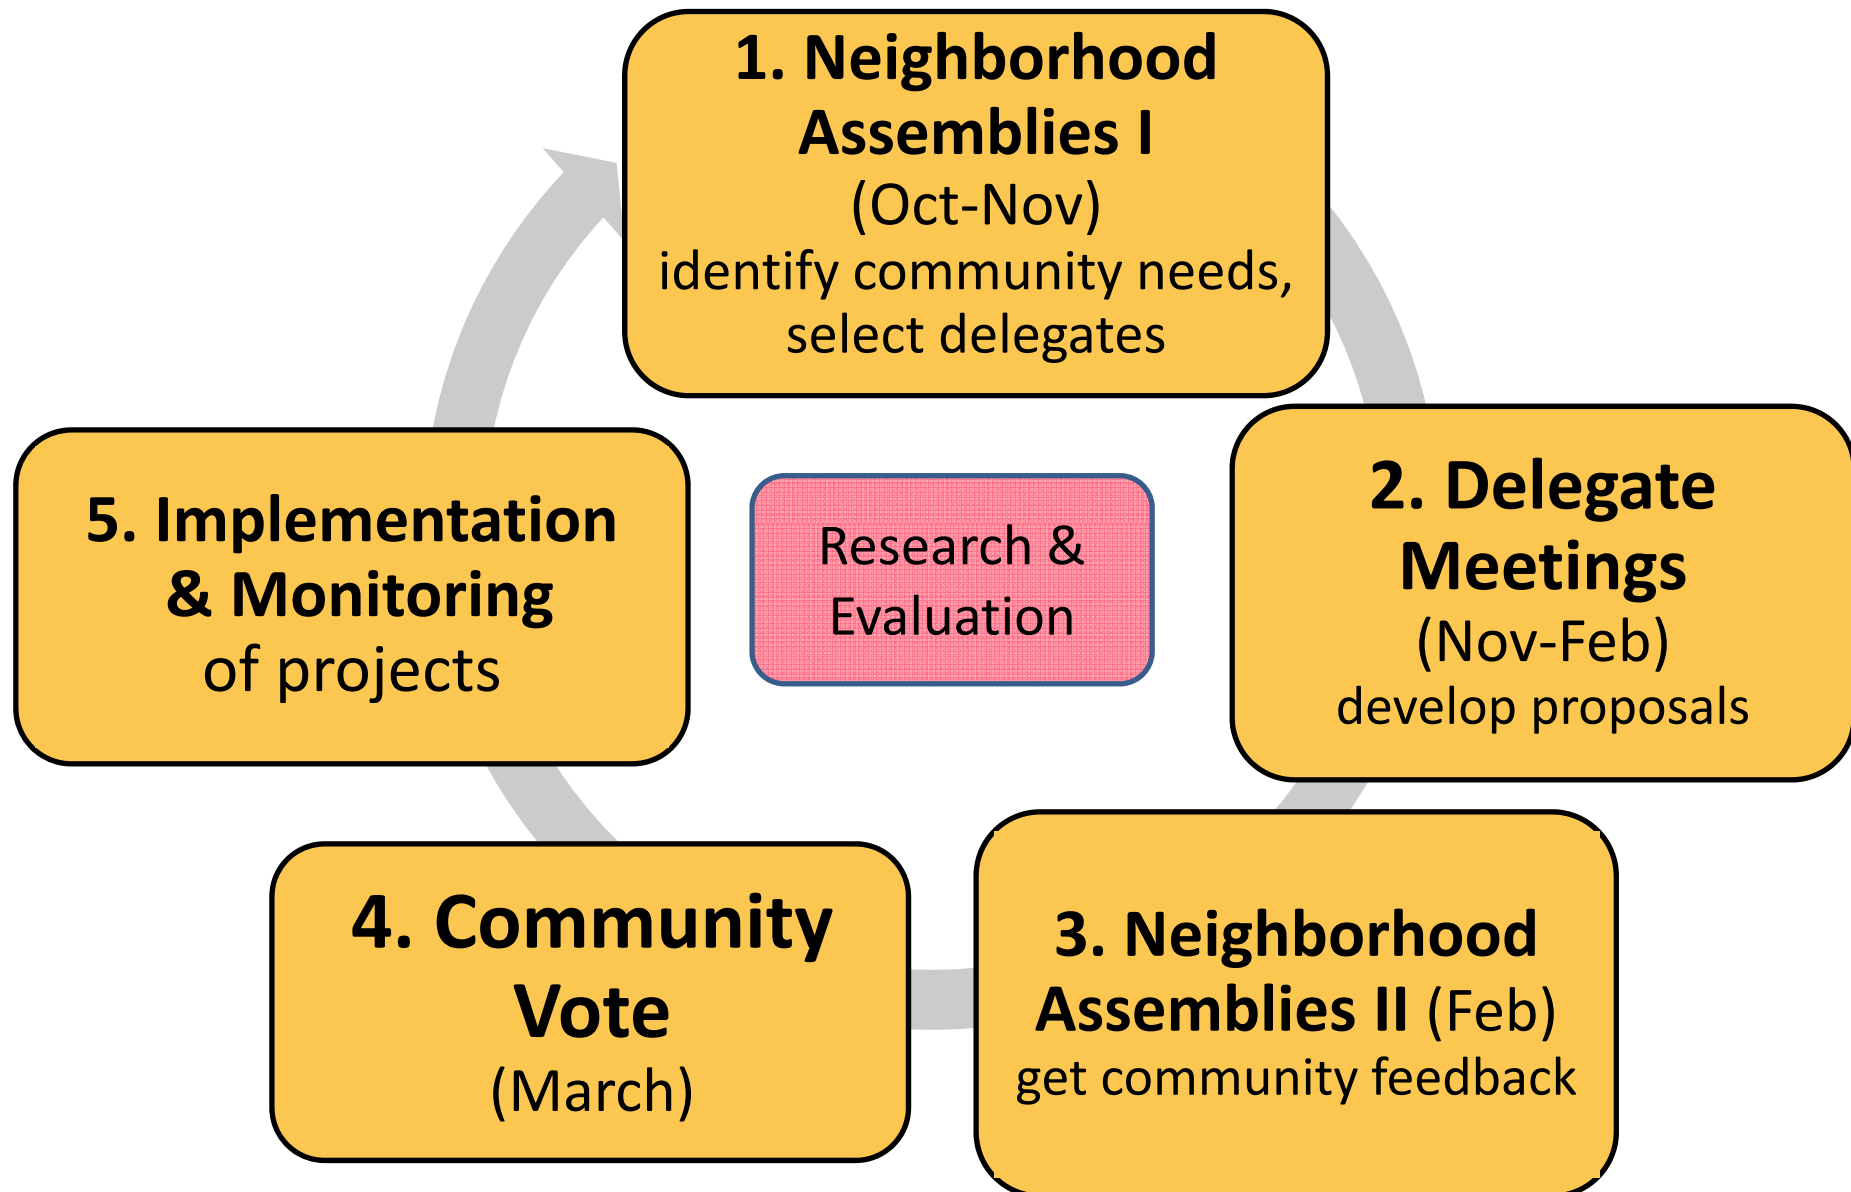 1. Neighborhood
Assemblies I
(Oct-Nov)
identify community needs,
select delegates
2. Delegate
Meetings
(Nov-Feb)
develop proposals
3. Neighborhood
Assemblies II (Feb)
get community feedback
4. Community
Vote
(March)
5. Implementation
& Monitoring
of projects
Research &
Evaluation